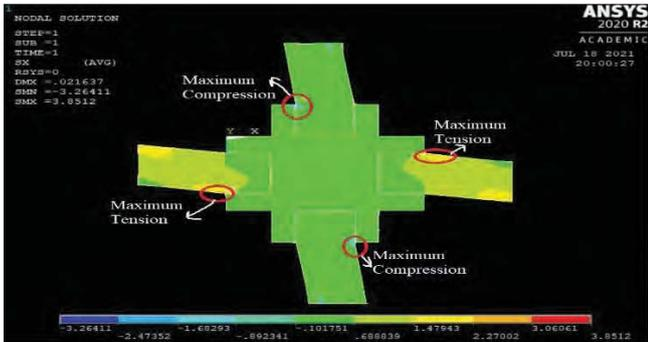 1
NODAL SOLUTION
STEP=1
SUB =1
TIME=1
SX (AVG)
RSYS=0
DMX =.021637
SMN =-3.26411
SMX =3.8512
ANSYS
2020 R2
ACADEMIC
JUL 18 2021
20:00:27
Maximum
Compression
Maximum
Tension
Y X
Maximum
Tension
Maximum
Compression
-3.26411 -1.68293 -.101751 1.47943 3.06061
-2.47352 -.892341 .688839 2.27002 3.8512